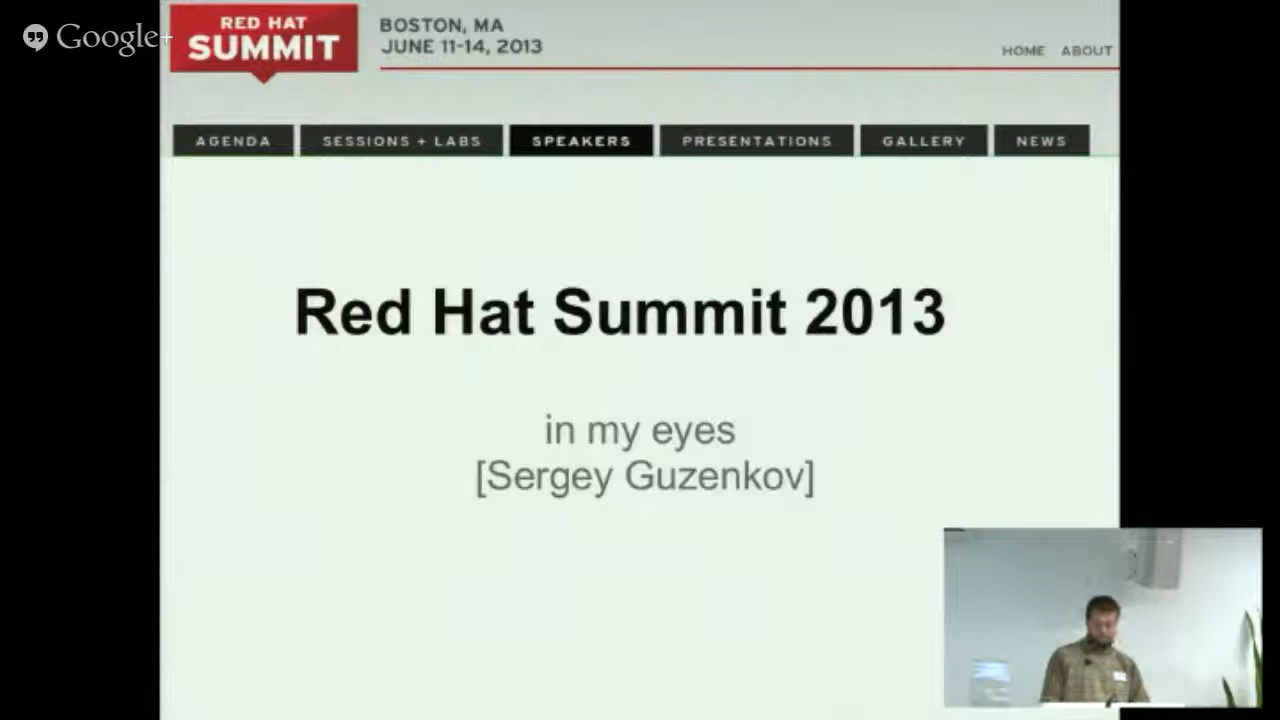 Google+
RED HAT
SUMMIT
BOSTON, MA
JUNE 11-14, 2013
HOME ABOUT
AGENDA SESSIONS + LABS SPEAKERS PRESENTATIONS GALLERY NEWS
Red Hat Summit 2013
in my eyes
[Sergey Guzenkov]